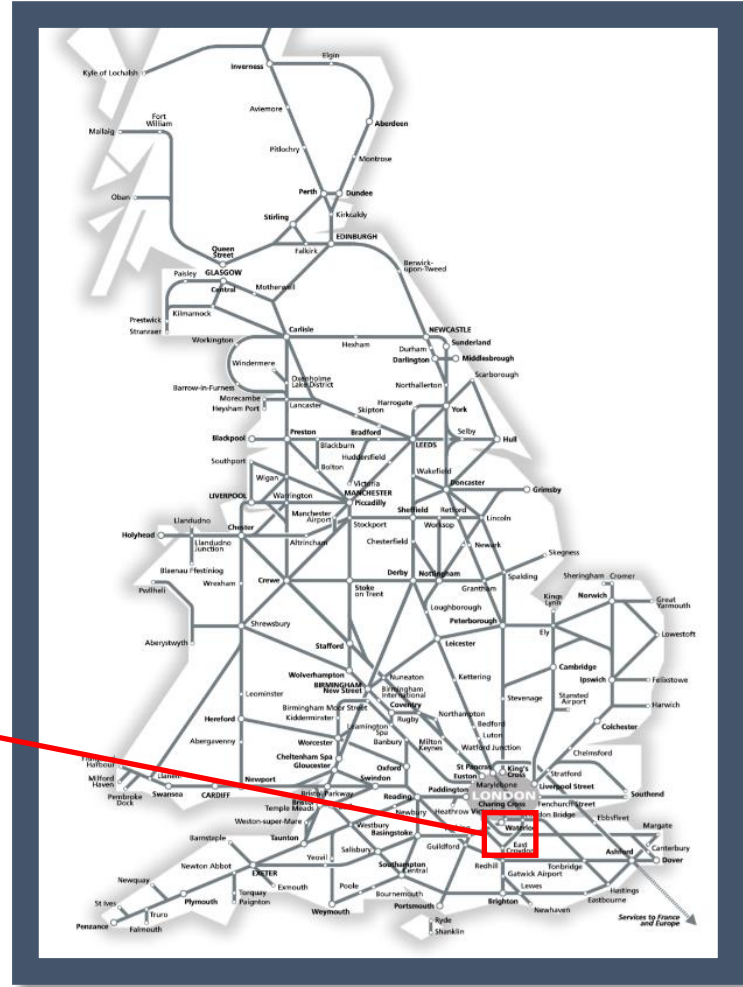 Elgin
Inverness
Kyle of Lochalsh
Aviemore
Fort
William
Aberdeen
Mallaig
Pitlochry
Montrose
Perth
Dundee
Oban
Stirling
Kirkcaldy
EDINBURGH
Queen
Street
Falkirk
Berwick-
upon-Tweed
Paisley
GLASGOW
Central
Motherwell
Prestwick
Kilmarnock
Stranraer
Carlisle
NEWCASTLE
Workington
Hexham
Sunderland
Durham
Darlington
Middlesbrough
Windermere
Scarborough
Oxenholme
Lake District
Barrow-in-Furness
Northallerton
Morecambe
Heysham Port
Lancaster
Harrogate
Skipton
York
Blackpool
Preston
Bradford
Selby
Blackburn
LEEDS
Hull
Southport
Huddersfield
Bolton
Wakefield
Wigan
Victoria
MANCHESTER
Piccadilly
Doncaster
Grimsby
LIVERPOOL
Warrington
Manchester
Airport
Sheffield
Retford
Lincoln
Llandudno
Chester
Stockport
Worksop
Holyhead
Llandudno
Junction
Altrincham
Chesterfield
Newark
Skegness
Blaenau Ffestiniog
Derby
Nottingham
Spalding
Sheringham
Cromer
Pwllheli
Wrexham
Crewe
Stoke
on Trent
Grantham
Kings
Lynn
Norwich
Great
Yarmouth
Loughborough
Peterborough
Aberystwyth
Shrewsbury
Ely
Lowestoft
Stafford
Leicester
Wolverhampton
Nuneaton
Kettering
Cambridge
BIRMINGHAM
New Street
Birmingham
International
Ipswich
Felixstowe
Leominster
Birmingham Moor Street
Coventry
Stevenage
Stansted
Airport
Harwich
Hereford
Kidderminster
Rugby
Northampton
Leamington
Spa
Bedford
Colchester
Abergavenny
Worcester
Banbury
Milton
Keynes
Luton
Cheltenham Spa
Watford Junction
Chelmsford
Gloucester
Oxford
St Pancras
King's
Cross
Harbour
Milford
Haven
Newport
Swindon
Euston
Stratford
Marylebone
Liverpool Street
Pembroke
Dock
Swansea
CARDIFF
Parkway
Reading
Paddington
LONDON
Southend
Temple Meads
Newbury
Heathrow
Charing Cross
Fenchurch Street
Weston-super-Mare
Ebbsfleet
Barnstaple
Westbury
Basingstoke
Waterloo
Margate
Taunton
Guildford
East
Croydon
Canterbury
Salisbury
Ashford
Dover
Newton Abbot
Yeovil
Redhill
Tonbridge
EXETER
Southampton
Central
Gatwick Airport
Newquay
Exmouth
Poole
Lewes
Hastings
St Ives
Plymouth
Torquay
Paignton
Bournemouth
Eastbourne
Truro
Weymouth
Portsmouth
Brighton
Newhaven
Penzance
Falmouth
Ryde
Shanklin
Services to France
and Europe